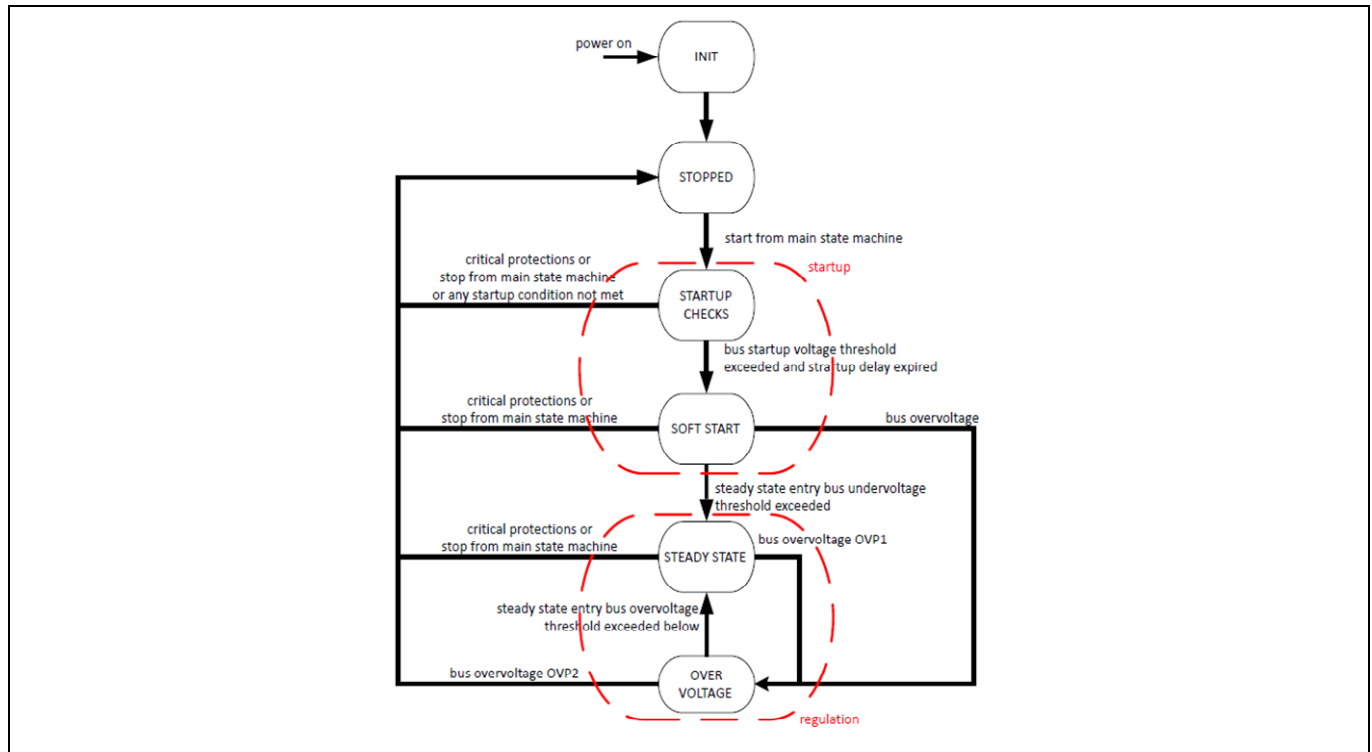 power on
INIT
STOPPED
start from main state machine
critical protections or
stop from main state machine
or any startup condition not met
startup
STARTUP
CHECKS
bus startup voltage threshold
exceeded and strartup delay expired
critical protections or
stop from main state machine
SOFT START
bus overvoltage
steady state entry bus undervoltage
threshold exceeded
critical protections or
stop from main state machine
STEADY STATE
bus overvoltage OVP1
steady state entry bus overvoltage
threshold exceeded below
bus overvoltage OVP2
OVER
VOLTAGE
regulation